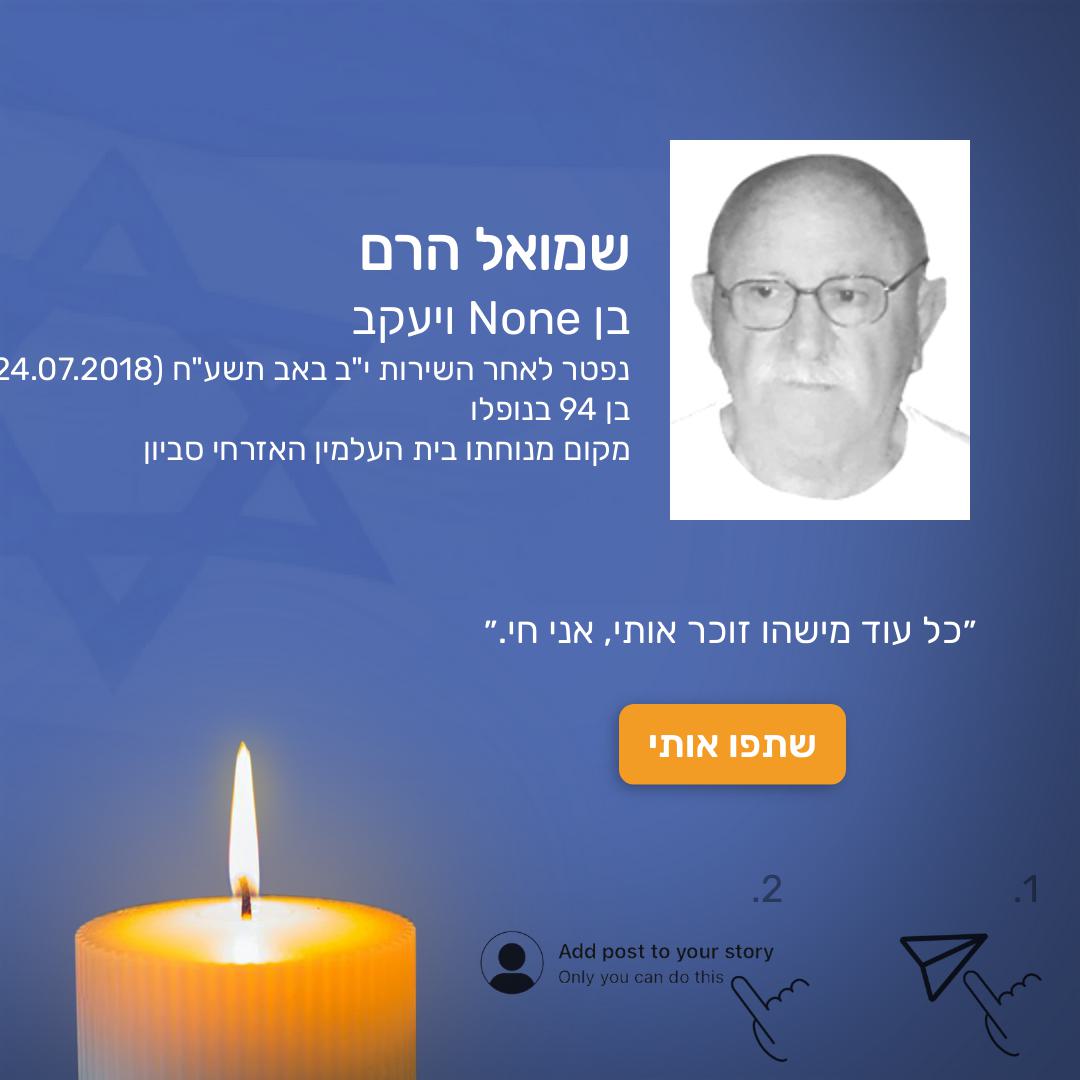 שמואל הרם
בן None ויעקב
נפטר לאחר השירות י"ב באב תשע"ח (24.07.2018
בן 94 בנופלו
מקום מנוחתו בית העלמין האזרחי סביון
״כל עוד מישהו זוכר אותי, אני חי.״
שתפו אותי
.1
.2
Add post to your story
Only you can do this